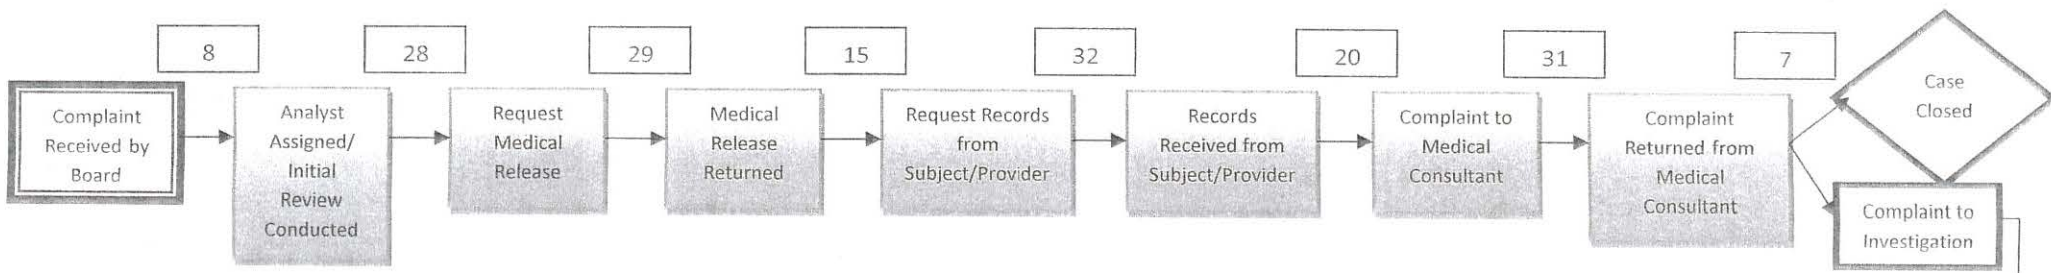 8
28
29
15
32
20
31
7
Complaint
Received by
Board
Analyst
Assigned/
Initial
Review
Conducted
Request
Medical
Release
Medical
Release
Returned
Request Records
from
Subject/Provider
Records
Received from
Subject/Provider
Complaint to
Medical
Consultant
Complaint
Returned from
Medical
Consultant
Case
Closed
Complaint to
Investigation